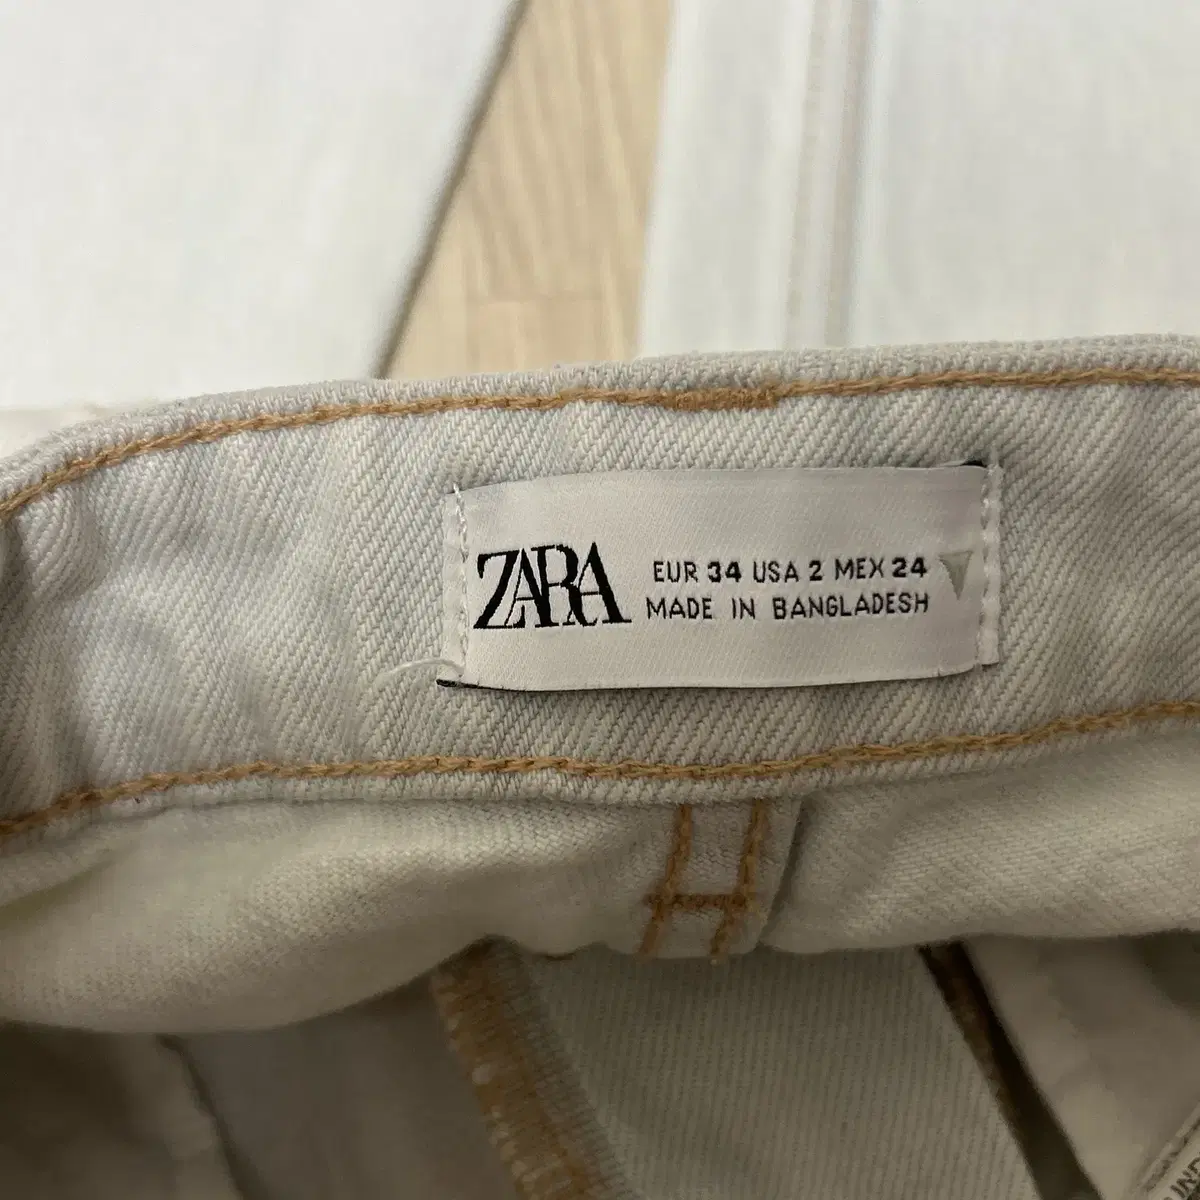 ZARA
EUR 34 USA 2 MEX 24
MADE IN BANGLADESH